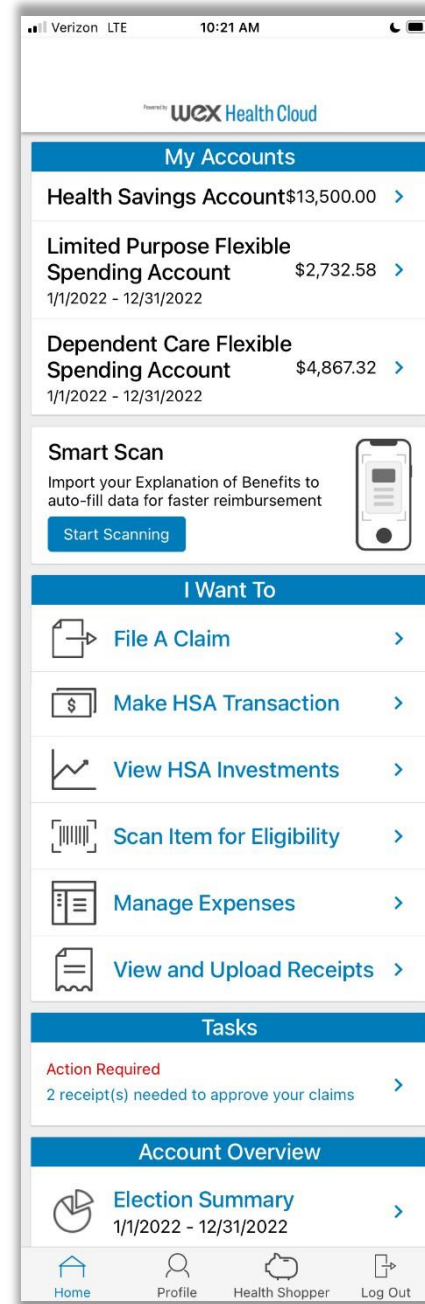 Verizon LTE 10:21 AM
Powered by WEX Health Cloud
My Accounts
Health Savings Account $13,500.00
Limited Purpose Flexible
Spending Account $2,732.58
1/1/2022 - 12/31/2022
Dependent Care Flexible
Spending Account $4,867.32
1/1/2022 - 12/31/2022
Smart Scan
Import your Explanation of Benefits to
auto-fill data for faster reimbursement
Start Scanning
I Want To
File A Claim
$ Make HSA Transaction
View HSA Investments
Scan Item for Eligibility
Manage Expenses
View and Upload Receipts
Tasks
Action Required
2 receipt(s) needed to approve your claims
Account Overview
Election Summary
1/1/2022 - 12/31/2022
Home Profile Health Shopper Log Out